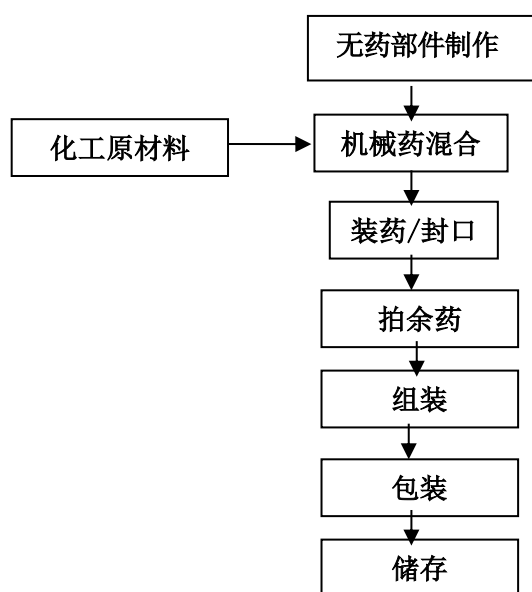 无药部件制作
化工原材料
机械药混合
装药/封口
拍余药
组装
包装
储存